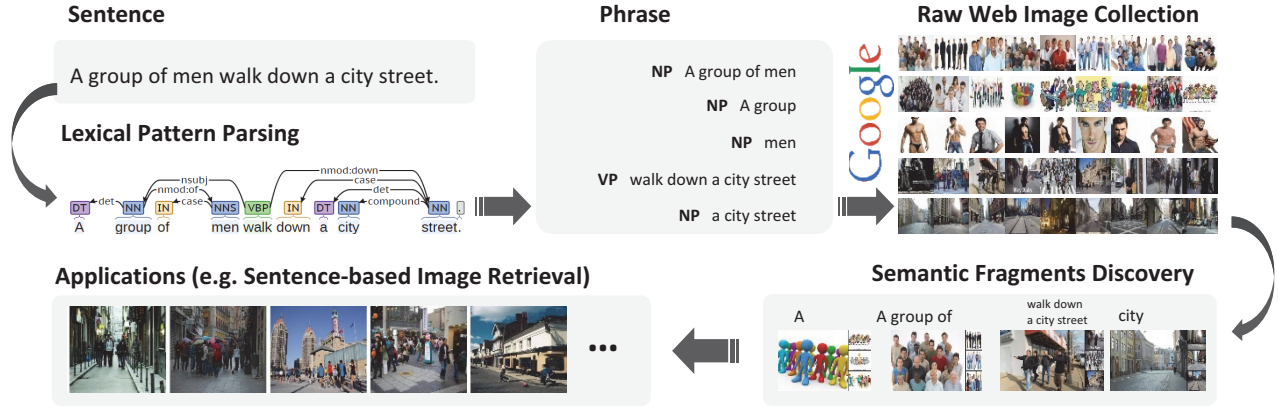 Sentence
A group of men walk down a city street.
Lexical Pattern Parsing
nmod:down
nsubj
case
nmod:of
det
det
case
compound
DT NN IN NNS VBP IN DT NN NN .
A group of men walk down a city street.
Phrase
NP A group of men
NP A group
NP men
VP walk down a city street
NP a city street
Google
Raw Web Image Collection
Semantic Fragments Discovery
A
A group of
walk down
a city street
city
Applications (e.g. Sentence-based Image Retrieval)
...